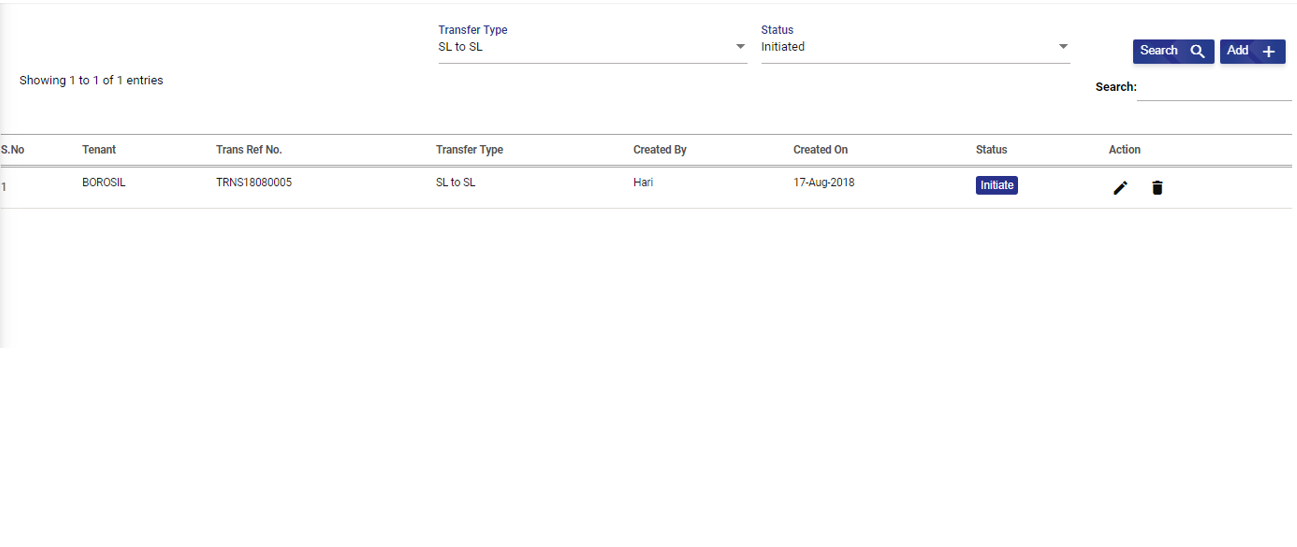 Transfer Type
SL to SL
Status
Initiated
Search
Add
Showing 1 to 1 of 1 entries
Search:
S.No Tenant Trans Ref No. Transfer Type Created By Created On Status Action
1 BOROSIL TRNS18080005 SL to SL Hari 17-Aug-2018 Initiate